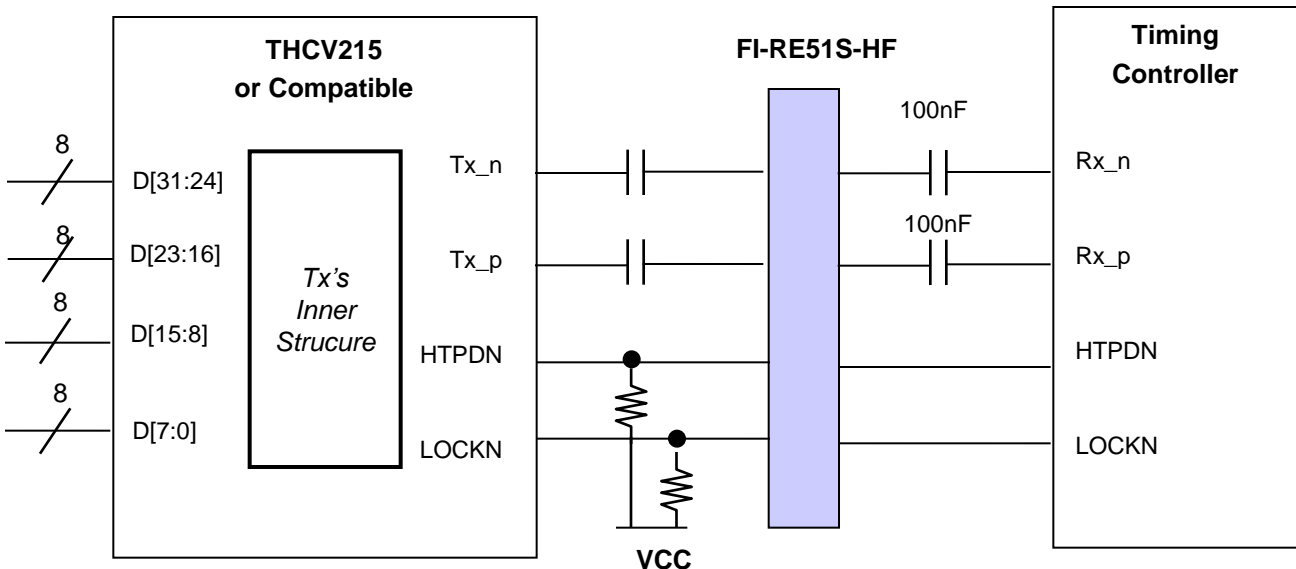 THCV215
or Compatible
FI-RE51S-HF
Timing
Controller
100nF
8
D[31:24]
Tx_n
Rx_n
8
D[23:16]
Tx_p
100nF
Rx_p
Tx's
Inner
Strucure
8
D[15:8]
HTPDN
HTPDN
8
D[7:0]
LOCKN
LOCKN
VCC